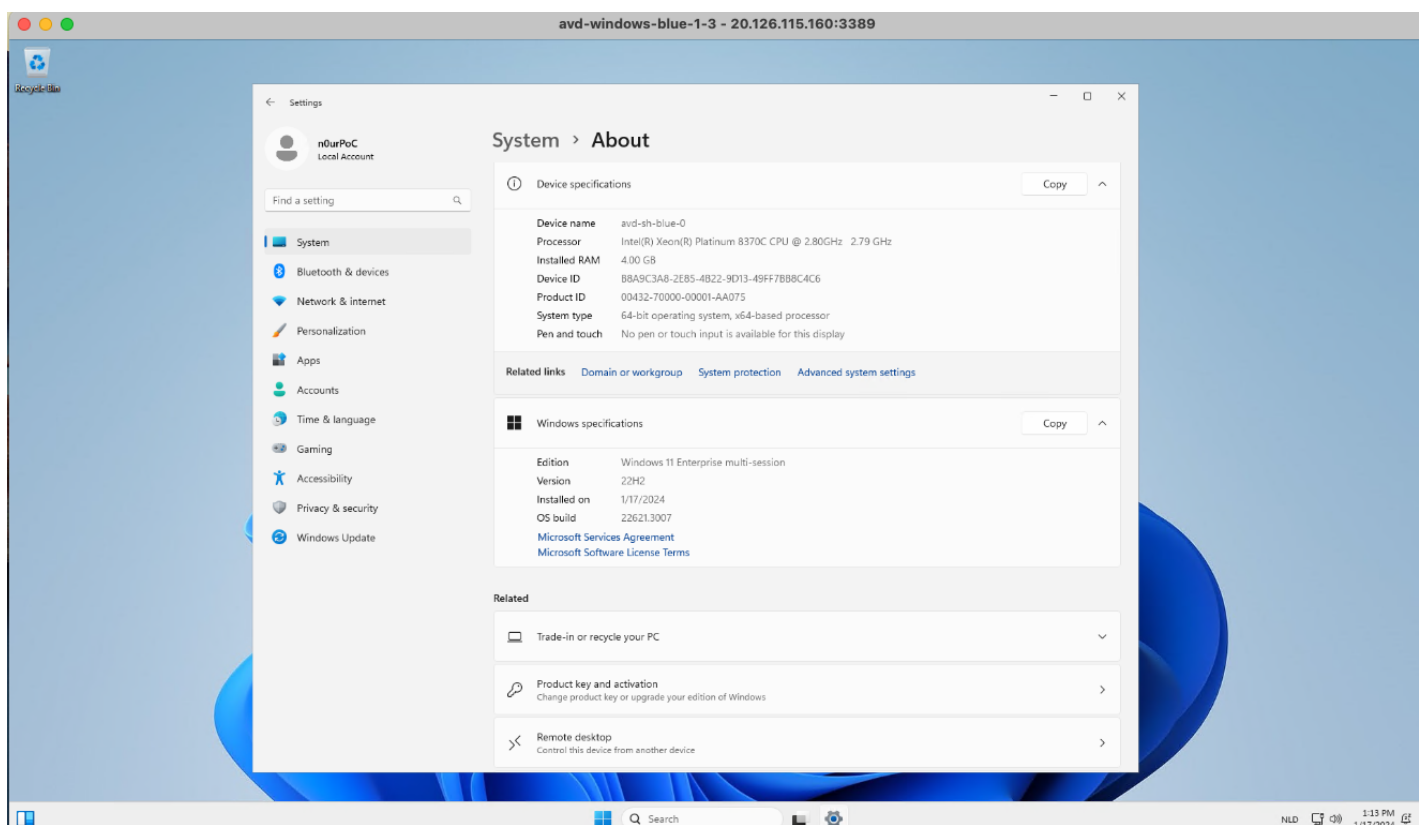 avd-windows-blue-1-3 - 20.126.115.160:3389
Recycle Bin
Settings
n0urPoC
Local Account
Find a setting
System
Bluetooth & devices
Network & internet
Personalization
Apps
Accounts
Time & language
Gaming
Accessibility
Privacy & security
Windows Update
System > About
Device specifications
Copy
Device name avd-sh-blue-0
Processor Intel(R) Xeon(R) Platinum 8370C CPU @ 2.80GHz 2.79 GHz
Installed RAM 4.00 GB
Device ID B8A9C3A8-2E85-4B22-9D13-49FF7B88C4C6
Product ID 00432-70000-00001-AA075
System type 64-bit operating system, x64-based processor
Pen and touch No pen or touch input is available for this display
Related links Domain or workgroup System protection Advanced system settings
Windows specifications
Copy
Edition Windows 11 Enterprise multi-session
Version 22H2
Installed on 1/17/2024
OS build 22621.3007
Microsoft Services Agreement
Microsoft Software License Terms
Related
Trade-in or recycle your PC
Product key and activation
Change product key or upgrade your edition of Windows
Remote desktop
Control this device from another device
Search
NLD
1:13 PM
1/17/2024